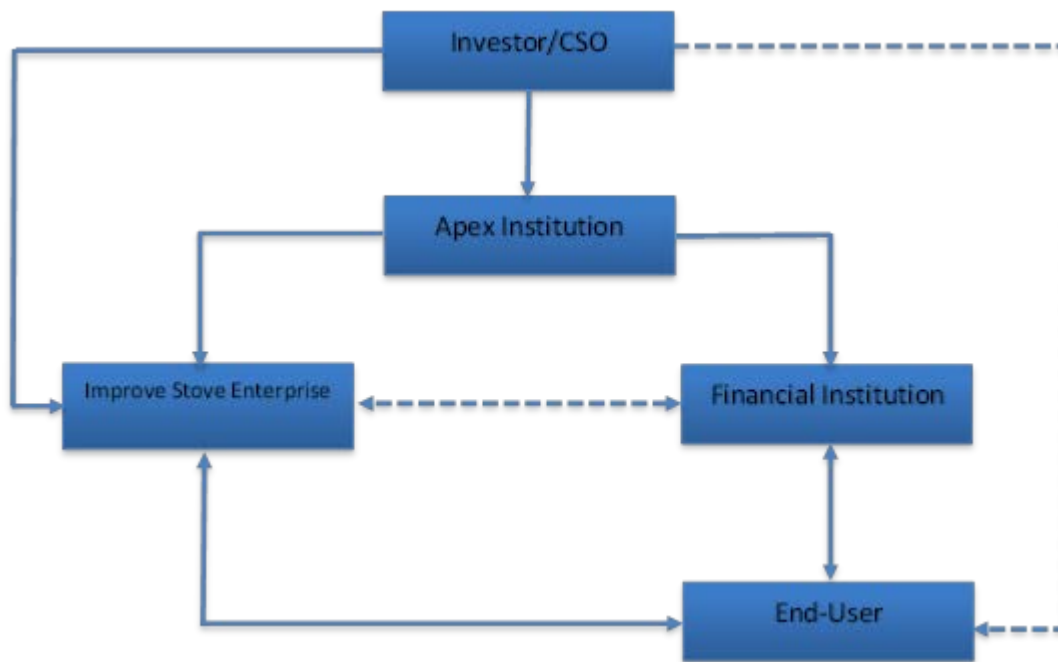 Investor/CSO
Apex Institution
Improve Stove Enterprise
Financial Institution
End-User